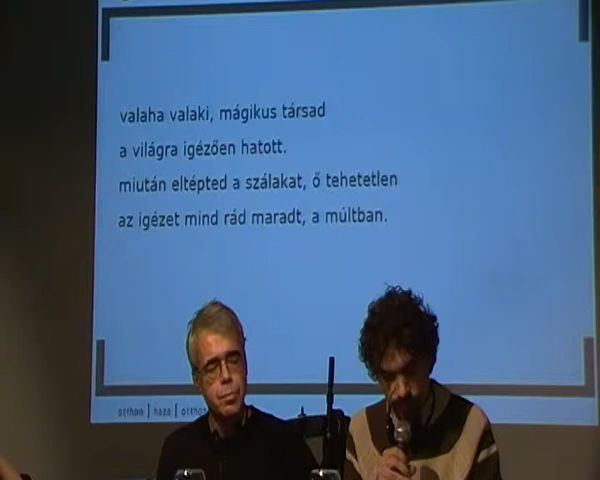 valaha valaki, mágikus társad
a világra igézően hatott.
miután eltépted a szálakat, ő tehetetlen
az igézet mind rád maradt, a múltban.
otthon ] haza [ otthon